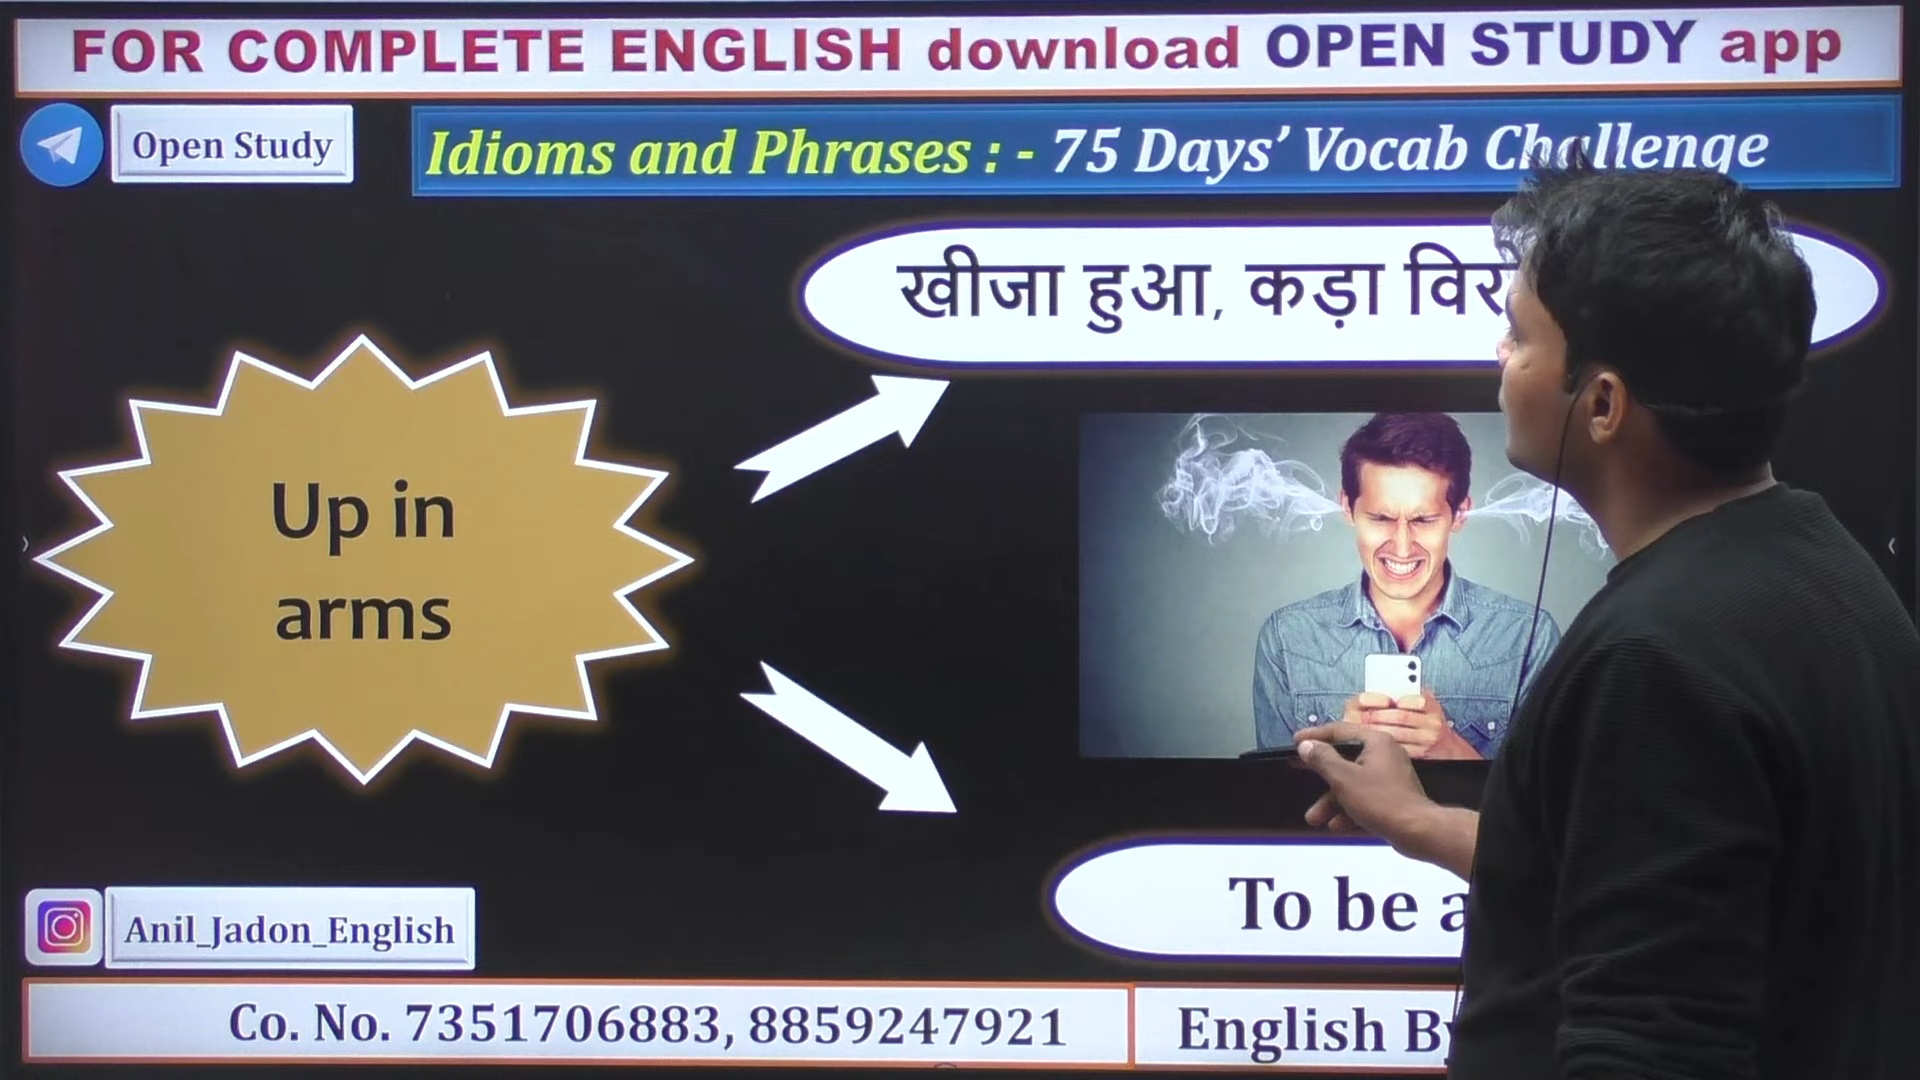 FOR COMPLETE ENGLISH download OPEN STUDY app
Open Study
Idioms and Phrases : - 75 Days’ Vocab Challenge
खीजा हुआ, कड़ा
Up in
arms
To be
Anil_Jadon_English
Co. No. 7351706883, 8859247921
English By